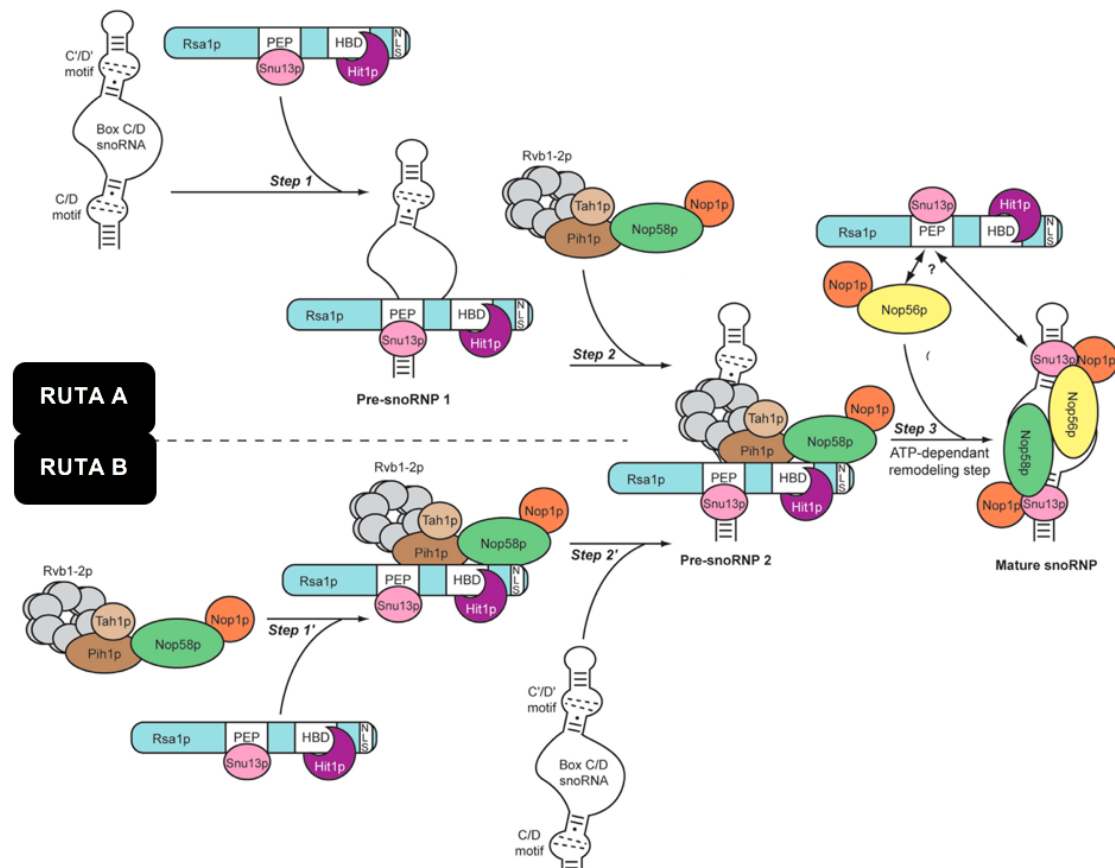 C'/D'
motif
Box C/D
snoRNA
C/D
motif
Rsa1p
PEP
HBD
NLS
Snu13p
Hit1p
Step 1
Rsa1p
PEP
HBD
NLS
Snu13p
Hit1p
Pre-snoRNP 1
Rvb1-2p
Tah1p
Pih1p
Nop58p
Nop1p
Step 2
RUTA A
RUTA B
Rvb1-2p
Tah1p
Pih1p
Nop58p
Nop1p
Step 1'
Rsa1p
PEP
HBD
NLS
Snu13p
Hit1p
Rvb1-2p
Tah1p
Pih1p
Nop58p
Nop1p
Rsa1p
PEP
HBD
NLS
Snu13p
Hit1p
Step 2'
C'/D'
motif
Box C/D
snoRNA
C/D
motif
Tah1p
Pih1p
Nop58p
Nop1p
Rsa1p
PEP
HBD
NLS
Snu13p
Hit1p
Pre-snoRNP 2
Snu13p
Hit1p
Rsa1p
PEP
HBD
NLS
?
Nop1p
Nop56p
(
Step 3
ATP-dependant
remodeling step
Snu13p
Nop1p
Nop56p
Nop58p
Nop1p
Snu13p
Mature snoRNP